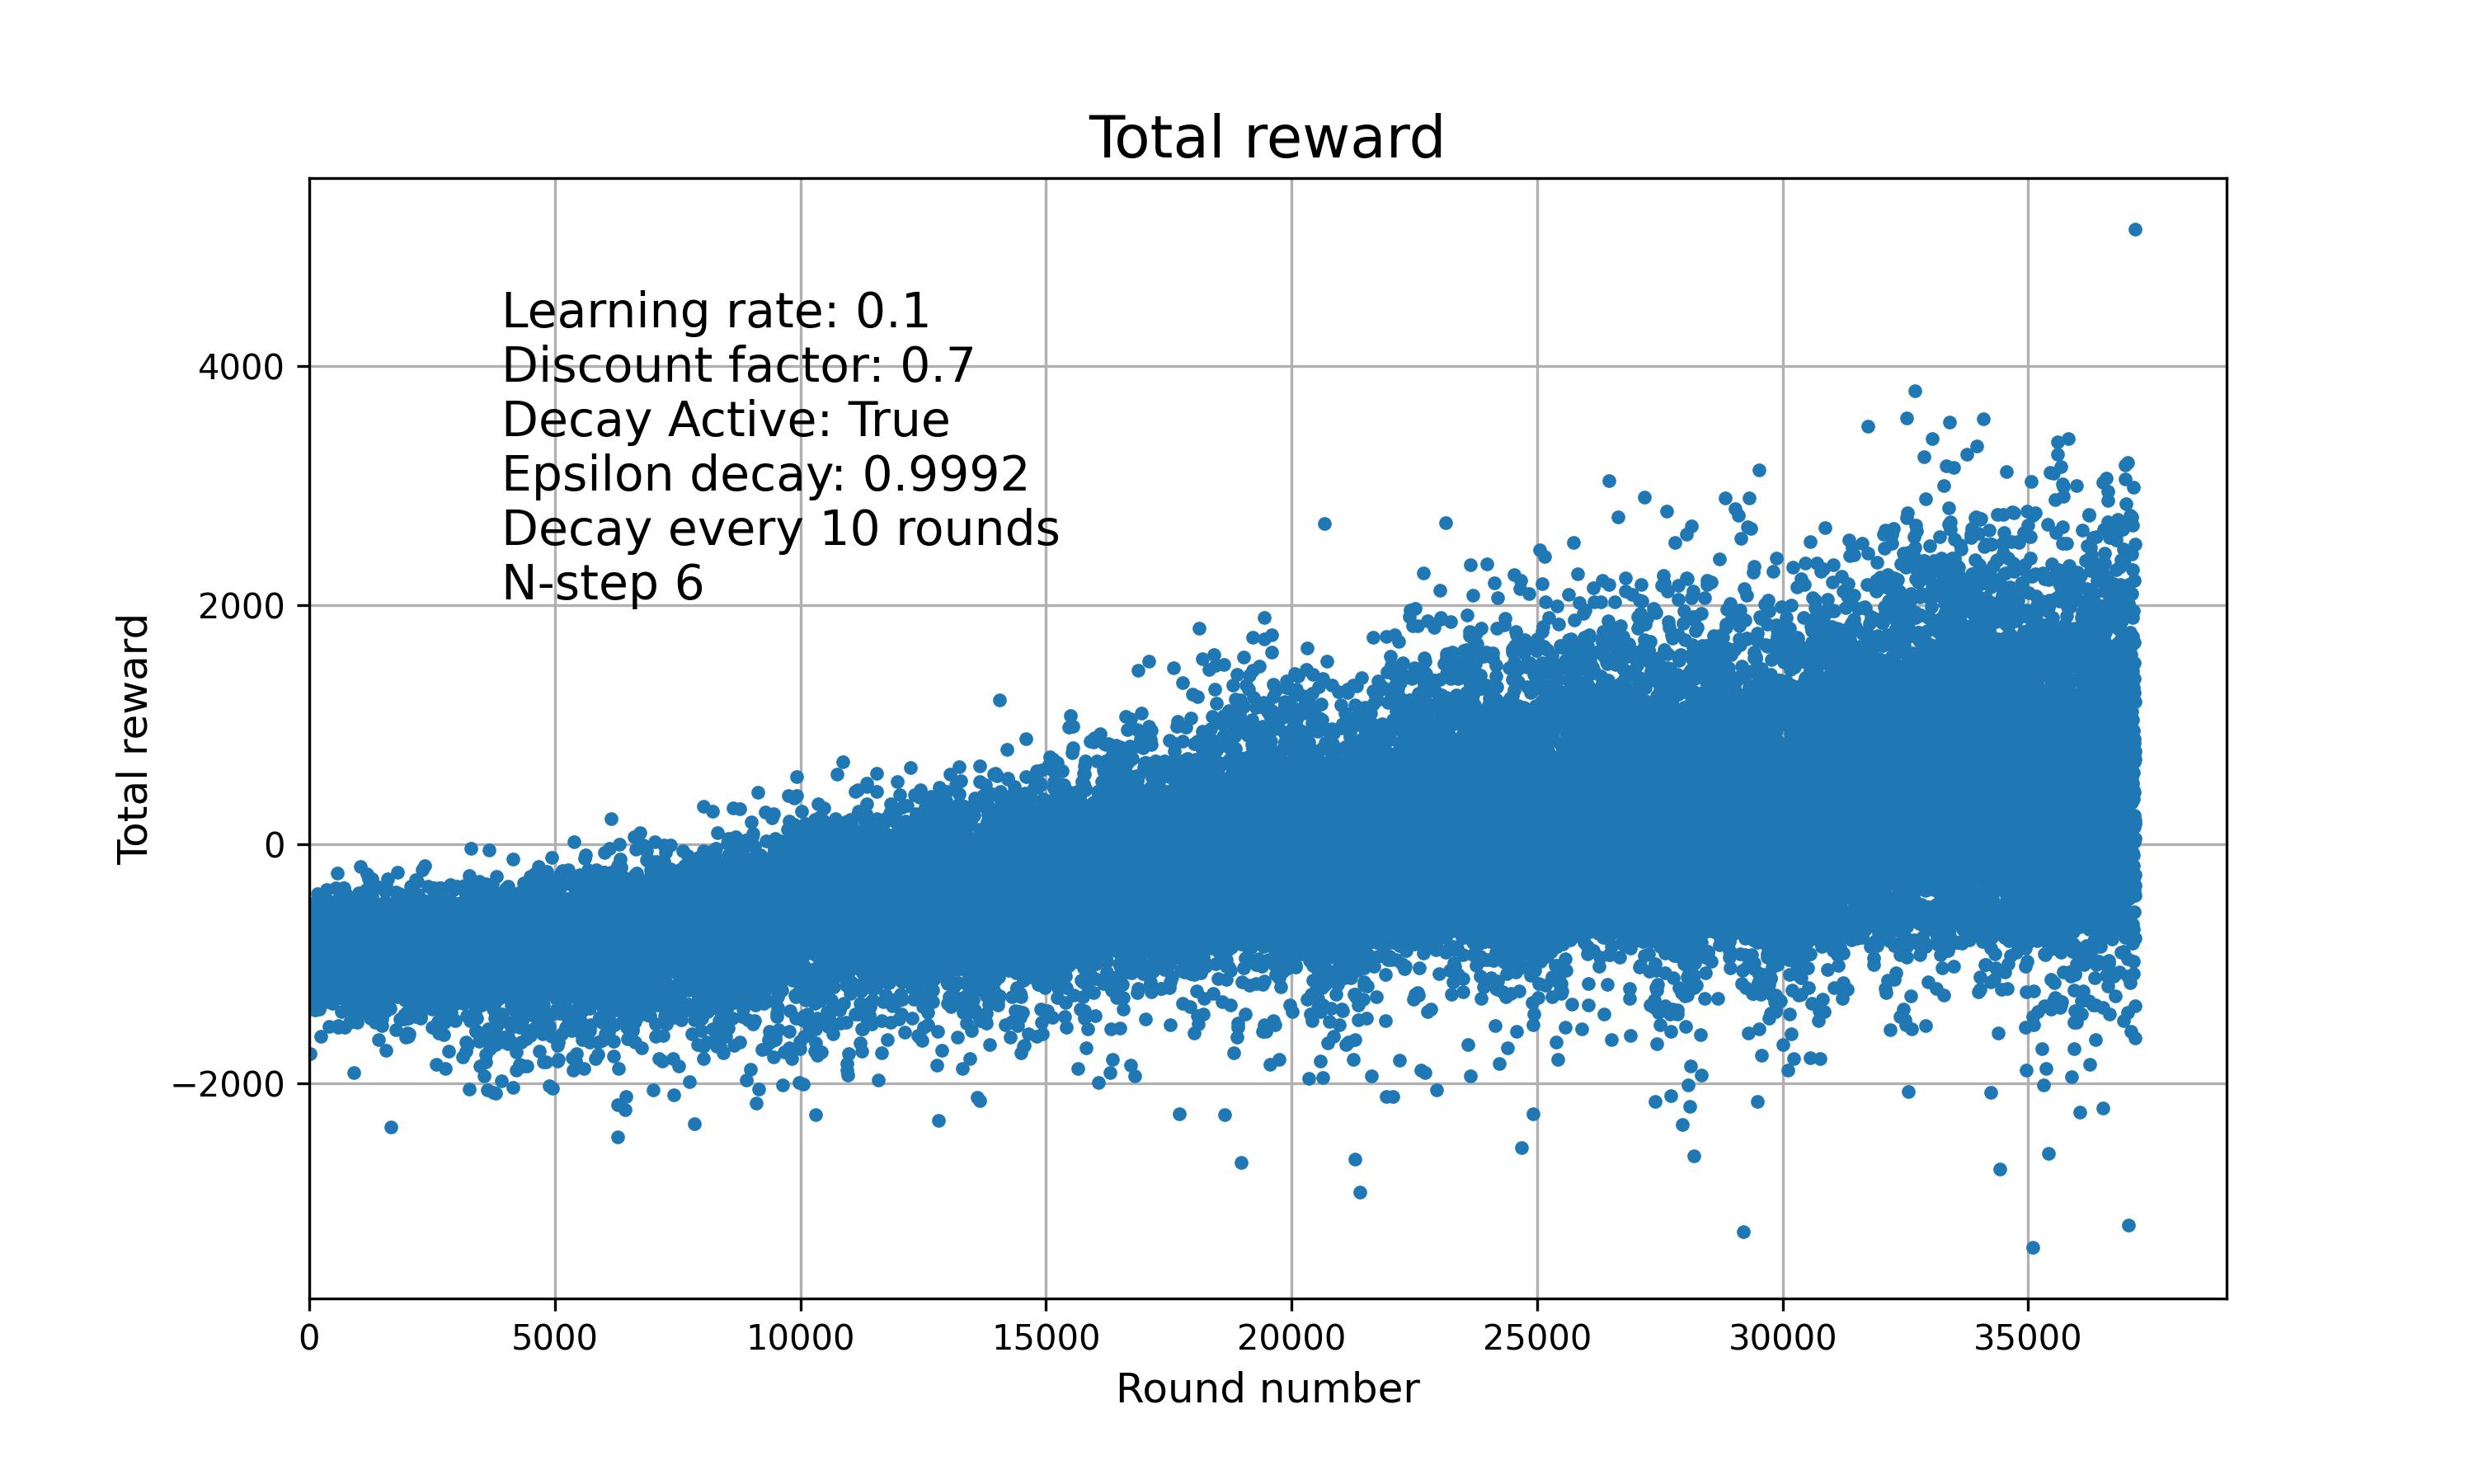 Total reward
Learning rate: 0.1
Discount factor: 0.7
Decay Active: True
Epsilon decay: 0.9992
Decay every 10 rounds
N-step 6
4000
2000
0
−2000
Total reward
0 5000 10000 15000 20000 25000 30000 35000
Round number